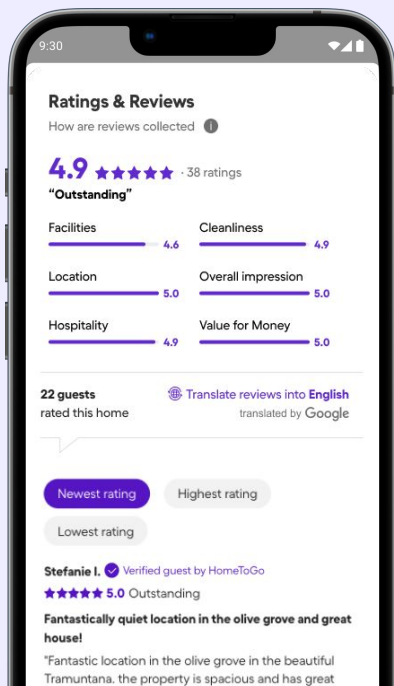 9:30
Ratings & Reviews
How are reviews collected i
4.9 · 38 ratings
“Outstanding”
Facilities Cleanliness
4.6 4.9
Location Overall impression
5.0 5.0
Hospitality Value for Money
4.9 5.0
22 guests Translate reviews into English
rated this home translated by Google
Newest rating Highest rating
Lowest rating
Stefanie I. Verified guest by HomeToGo
5.0 Outstanding
Fantastically quiet location in the olive grove and great
house!
"Fantastic location in the olive grove in the beautiful
Tramuntana. the property is spacious and has great